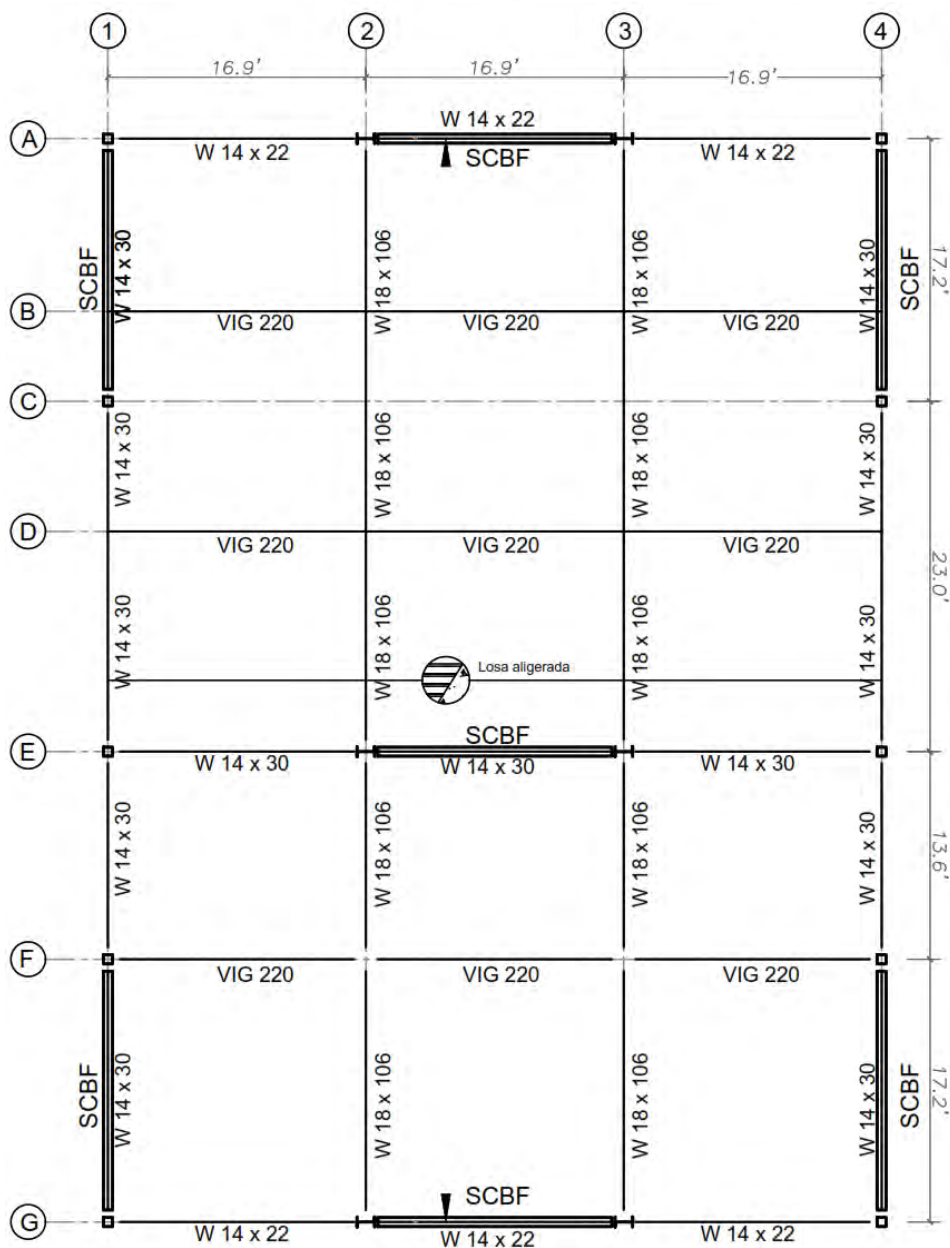 1 2 3 4
16.9' 16.9' 16.9'
A
W 14 x 22
W 14 x 22 SCBF W 14 x 22
SCBF W 14 x 30 W 18 x 106 W 18 x 106 W 14 x 30 SCBF 17.2'
B
VIG 220 VIG 220 VIG 220
C
W 14 x 30 W 18 x 106 W 18 x 106 W 14 x 30
D
VIG 220 VIG 220 VIG 220
23.0'
W 14 x 30 W 18 x 106 W 18 x 106 W 14 x 30
Losa aligerada
SCBF
E
W 14 x 30 W 14 x 30 W 14 x 30
W 14 x 30 W 18 x 106 W 18 x 106 W 14 x 30 13.6'
F
VIG 220 VIG 220 VIG 220
SCBF W 14 x 30 W 18 x 106 W 18 x 106 W 14 x 30 SCBF 17.2'
SCBF
G
W 14 x 22 W 14 x 22 W 14 x 22